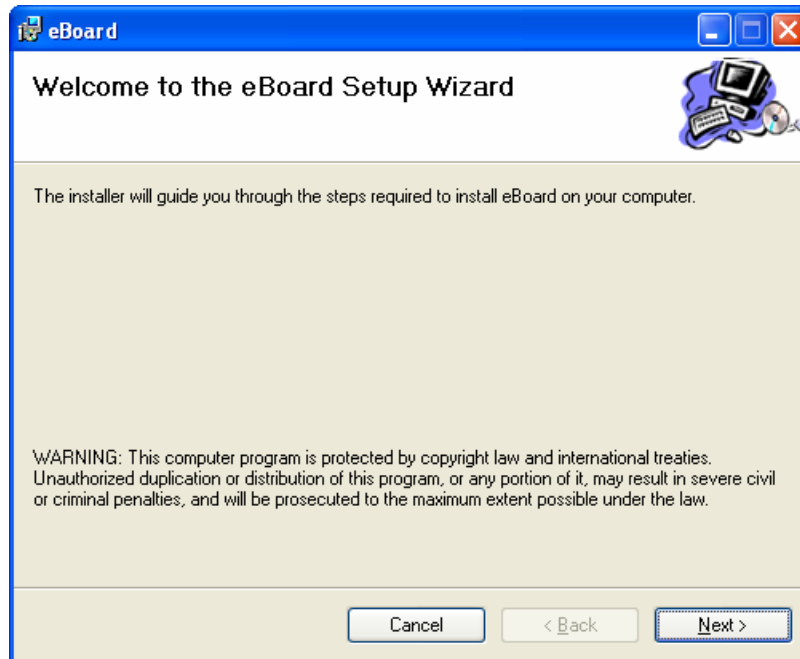 eBoard
Welcome to the eBoard Setup Wizard
The installer will guide you through the steps required to install eBoard on your computer.
WARNING: This computer program is protected by copyright law and international treaties.
Unauthorized duplication or distribution of this program, or any portion of it, may result in severe civil
or criminal penalties, and will be prosecuted to the maximum extent possible under the law.
Cancel < Back Next >